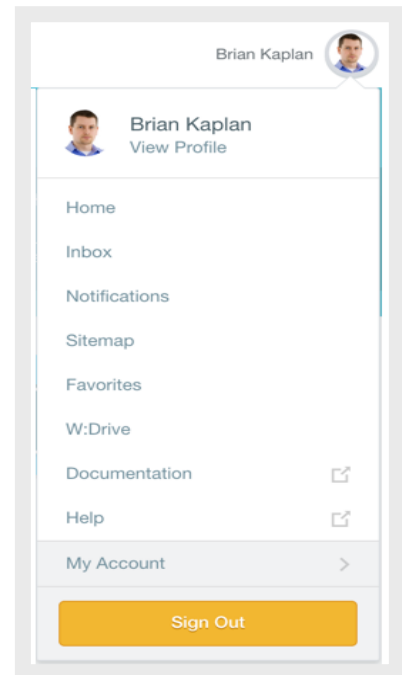 Brian Kaplan
Brian Kaplan
View Profile
Home
Inbox
Notifications
Sitemap
Favorites
W:Drive
Documentation
Help
My Account
Sign Out